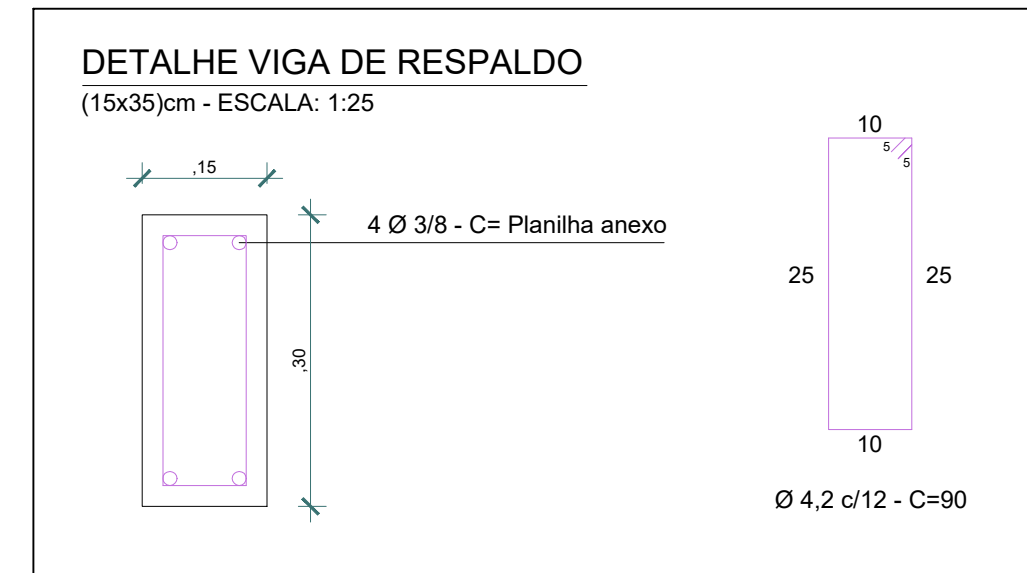 DETALHE VIGA DE RESPALDO
(15x35)cm - ESCALA: 1:25
,15
4 Ø 3/8 - C= Planilha anexo
,30
10
5
5
25
25
10
Ø 4,2 c/12 - C=90